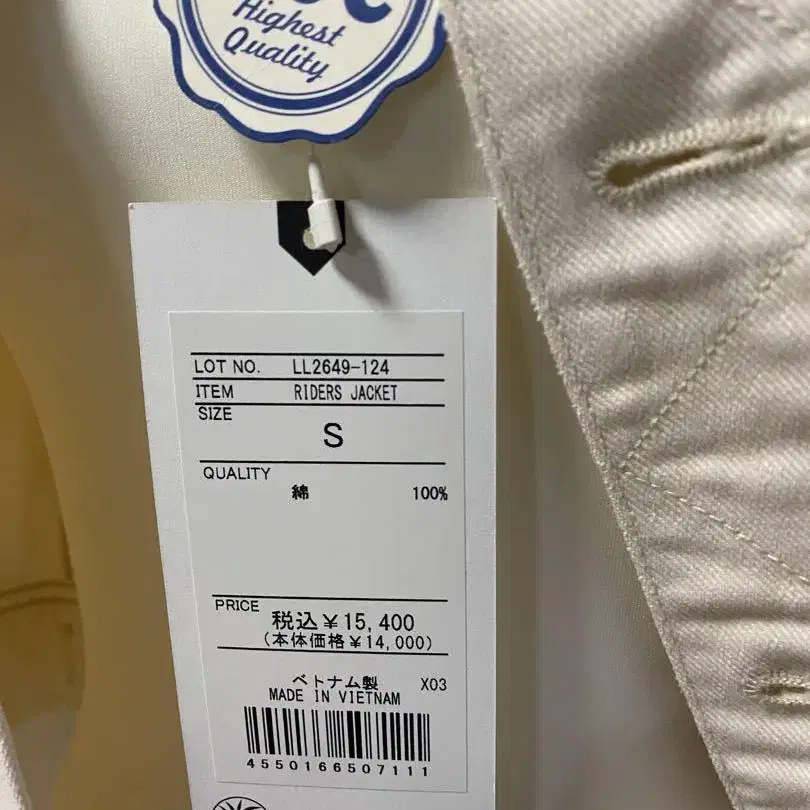 Highest
Quality
LOT NO. LL2649-124
ITEM RIDERS JACKET
SIZE
S
QUALITY
綿 100%
PRICE
税込¥15,400
(本体価格¥14,000)
ベトナム製 X03
MADE IN VIETNAM
4550166507111